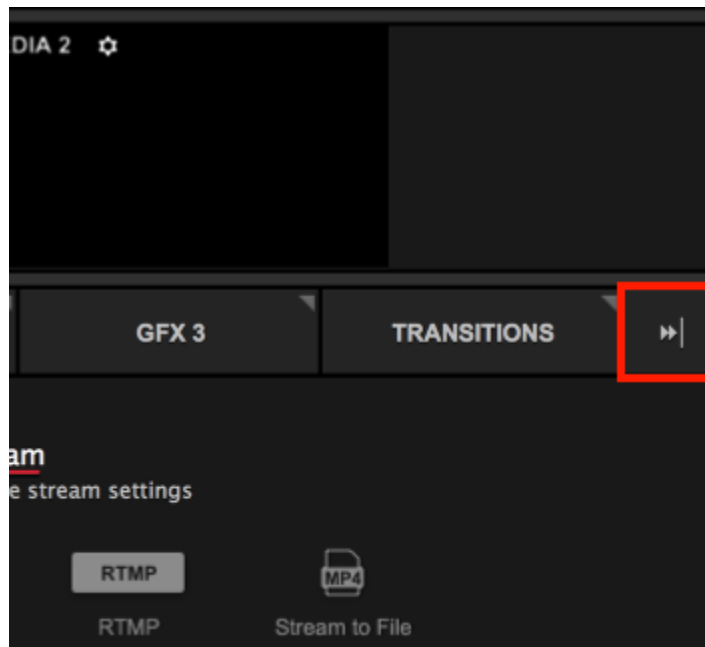 DIA 2
GFX 3
TRANSITIONS
am
e stream settings
RTMP
MP4
RTMP
Stream to File